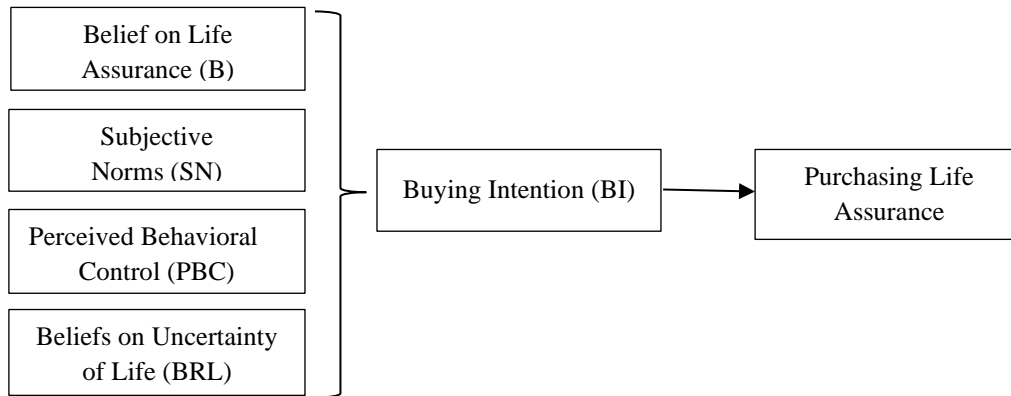 Belief on Life
Assurance (B)
Subjective
Norms (SN)
Perceived Behavioral
Control (PBC)
Beliefs on Uncertainty
of Life (BRL)
Buying Intention (BI)
Purchasing Life
Assurance